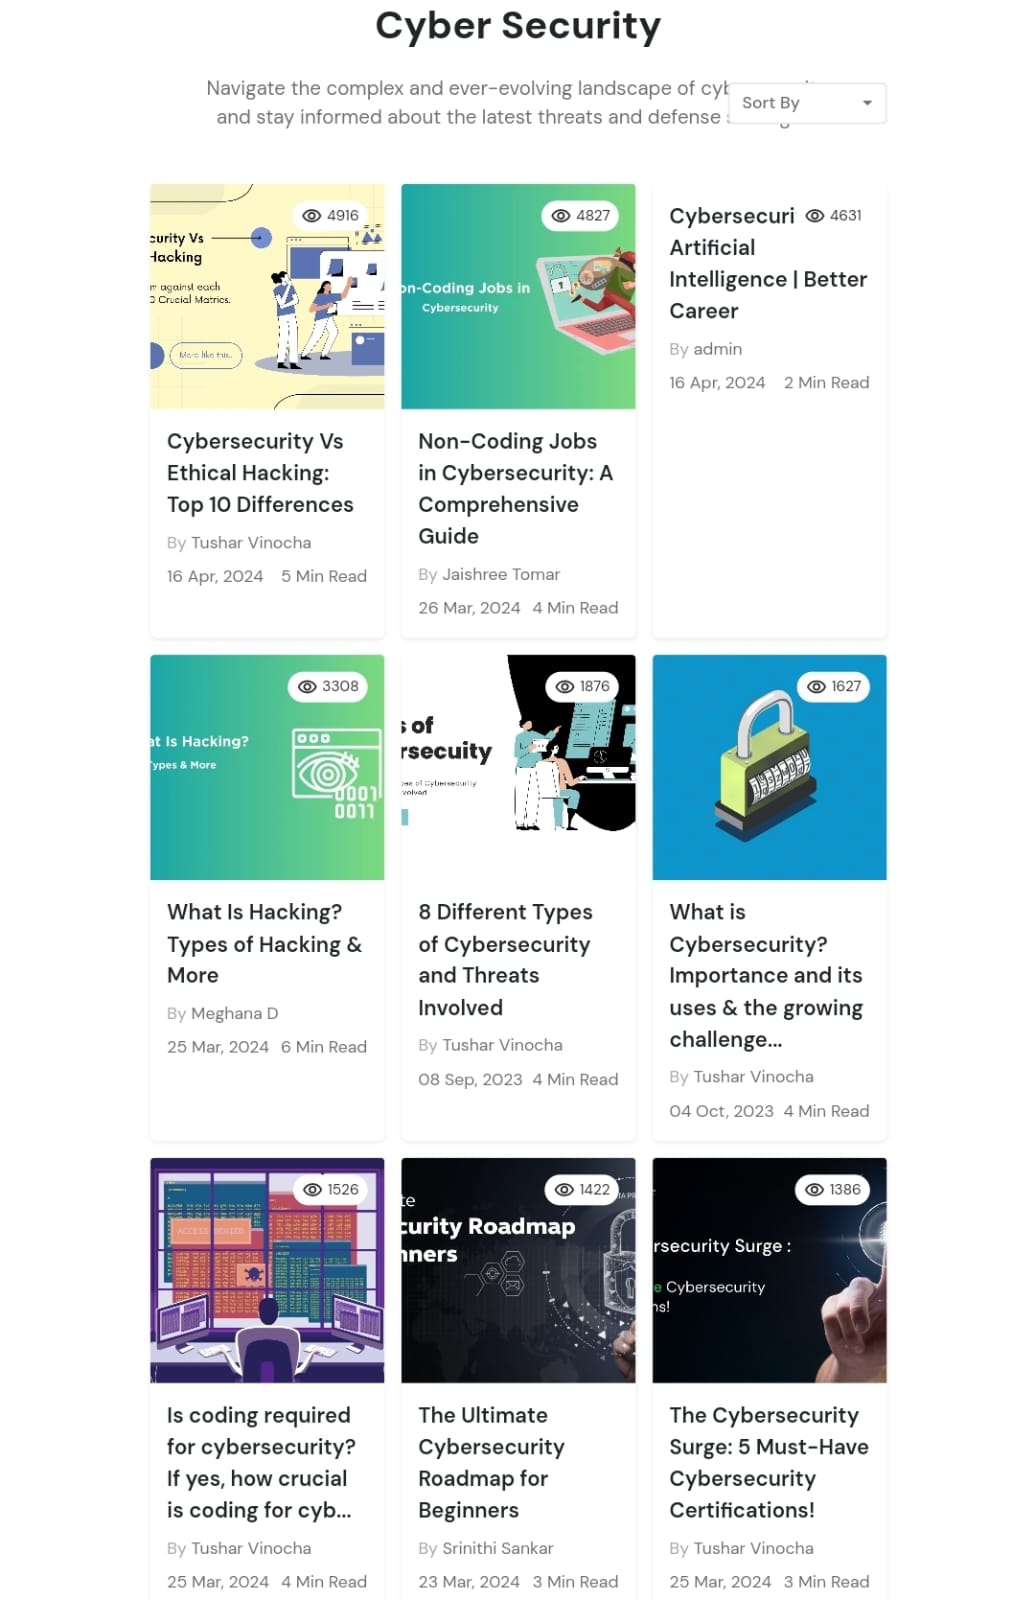 Cyber Security
Navigate the complex and ever-evolving landscape of
and stay informed about the latest threats and defense
Sort By
4916
Vs
Hacking
against each
Crucial Matrics.
More like this..
Cybersecurity Vs
Ethical Hacking:
Top 10 Differences
By Tushar Vinocha
16 Apr, 2024 5 Min Read
4827
Jobs in
Cybersecurity
Non-Coding Jobs
in Cybersecurity: A
Comprehensive
Guide
By Jaishree Tomar
26 Mar, 2024 4 Min Read
Cybersecuri 4631
Artificial
Intelligence | Better
Career
By admin
16 Apr, 2024 2 Min Read
3308
Is Hacking?
Types & More
0001
0011
What Is Hacking?
Types of Hacking &
More
By Meghana D
25 Mar, 2024 6 Min Read
1876
of
rsecuity
of Cybersecurity
8 Different Types
of Cybersecurity
and Threats
Involved
By Tushar Vinocha
08 Sep, 2023 4 Min Read
1627
What is
Cybersecurity?
Importance and its
uses & the growing
challenge...
By Tushar Vinocha
04 Oct, 2023 4 Min Read
1526
ACCESS DENIED
Is coding required
for cybersecurity?
If yes, how crucial
is coding for cyb...
By Tushar Vinocha
25 Mar, 2024 4 Min Read
1422
te
curity Roadmap
nners
The Ultimate
Cybersecurity
Roadmap for
Beginners
By Srinithi Sankar
23 Mar, 2024 3 Min Read
1386
rsecurity Surge :
e Cybersecurity
ns!
The Cybersecurity
Surge: 5 Must-Have
Cybersecurity
Certifications!
By Tushar Vinocha
25 Mar, 2024 3 Min Read